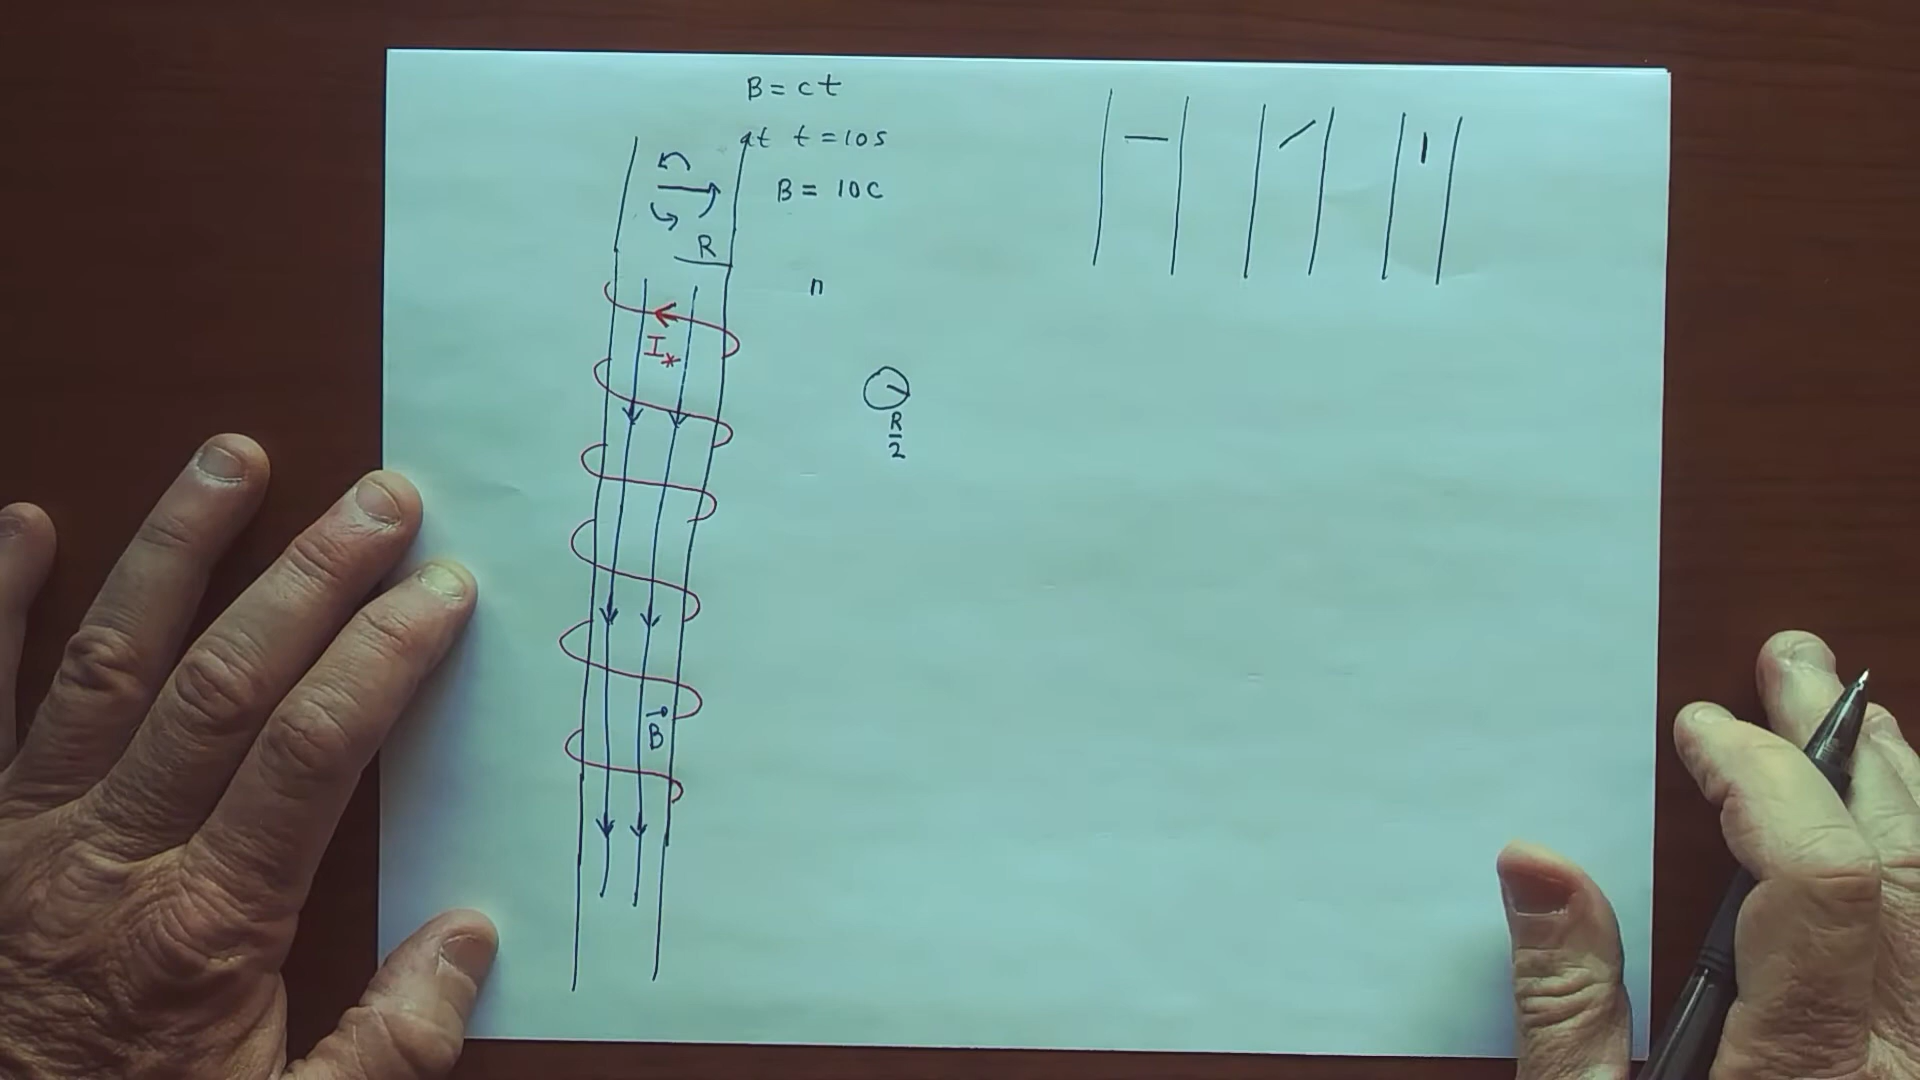 B = ct
at t = 10s
B = 10c
R
n
I*
R/2
B⃗